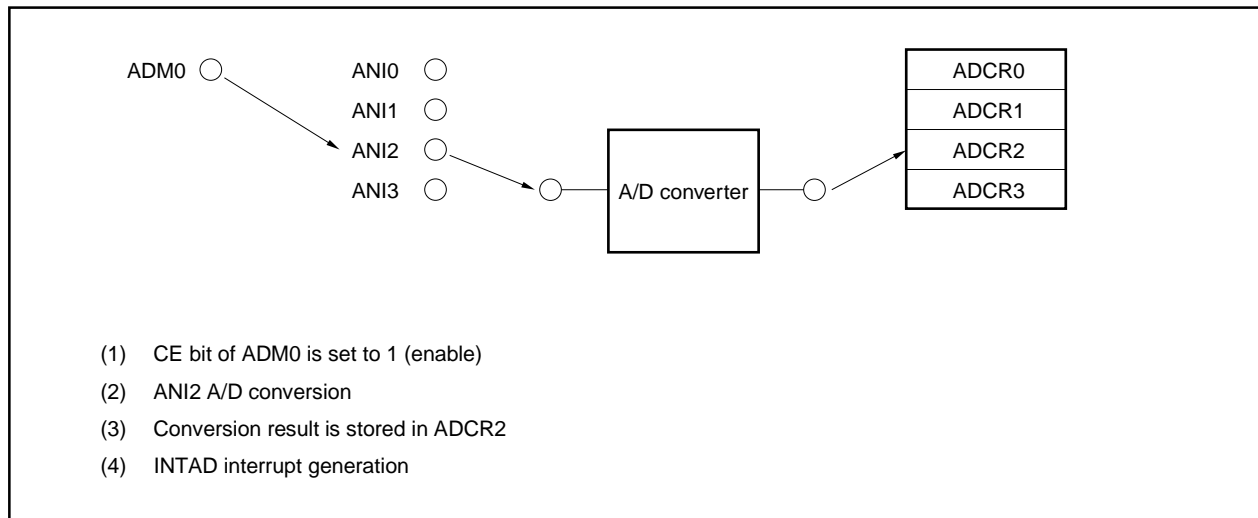 ADM0
ANI0
ANI1
ANI2
ANI3
A/D converter
ADCR0
ADCR1
ADCR2
ADCR3
(1) CE bit of ADM0 is set to 1 (enable)
(2) ANI2 A/D conversion
(3) Conversion result is stored in ADCR2
(4) INTAD interrupt generation